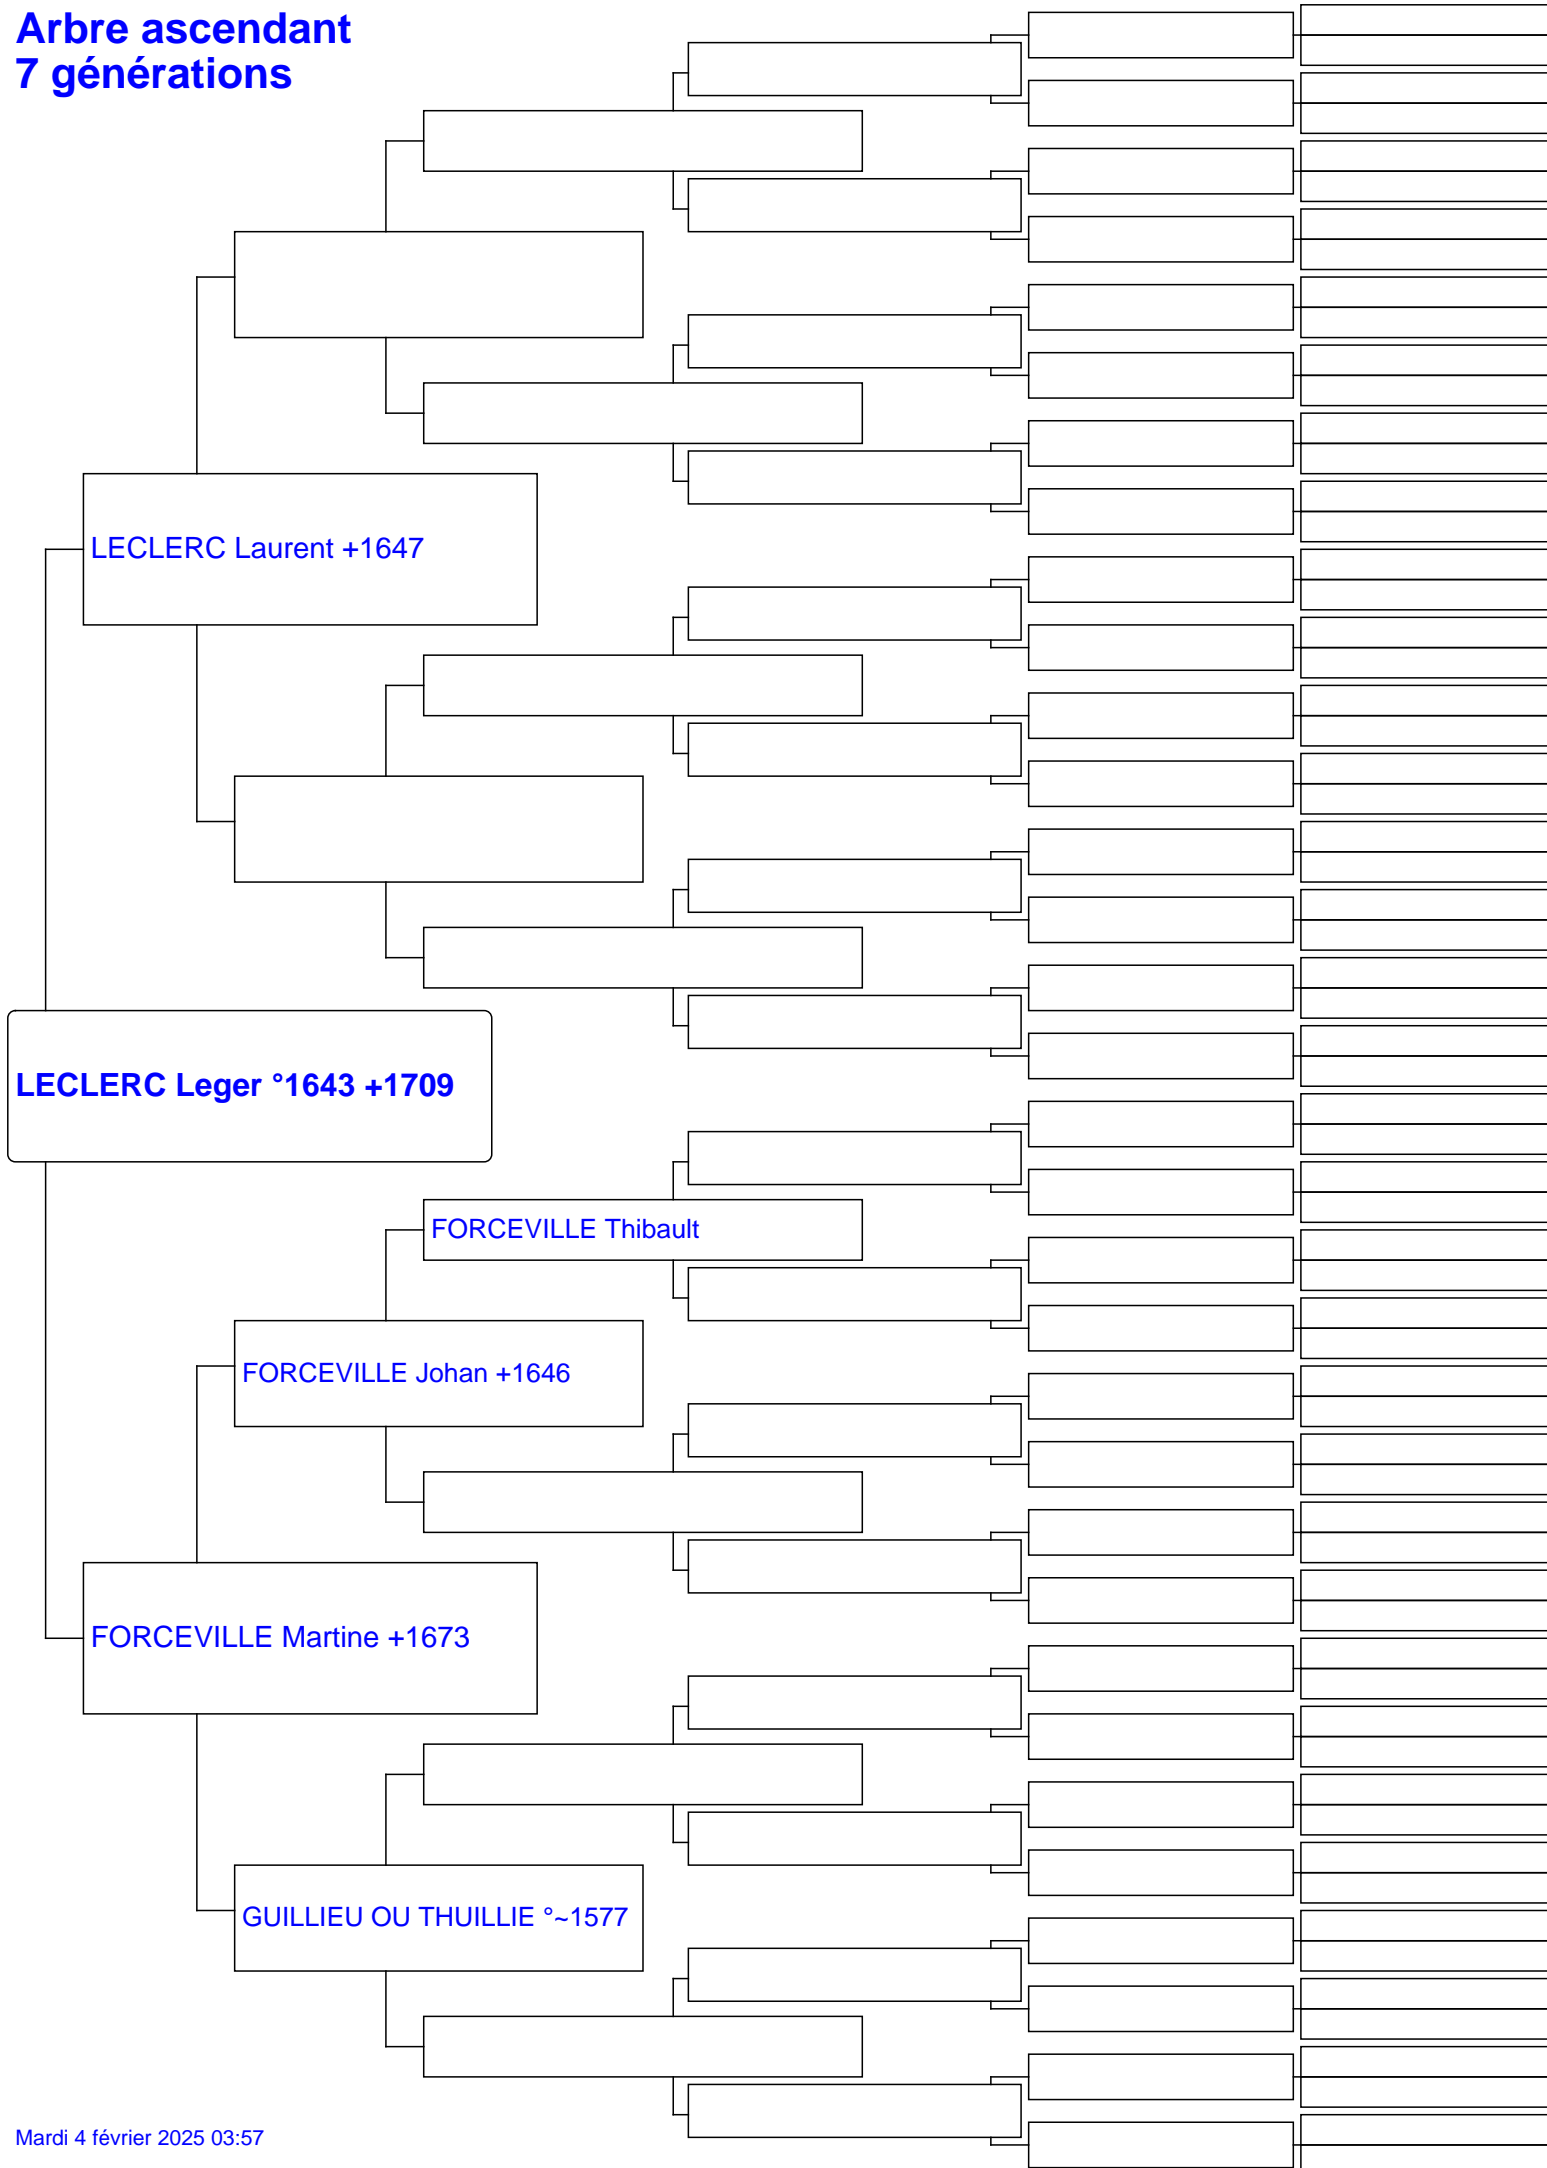 Arbre ascendant
7 générations
LECLERC Laurent +1647
LECLERC Leger °1643 +1709
FORCEVILLE Thibault
FORCEVILLE Johan +1646
FORCEVILLE Martine +1673
GUILLIEU OU THUILLIE °~1577
Mardi 4 février 2025 03:57